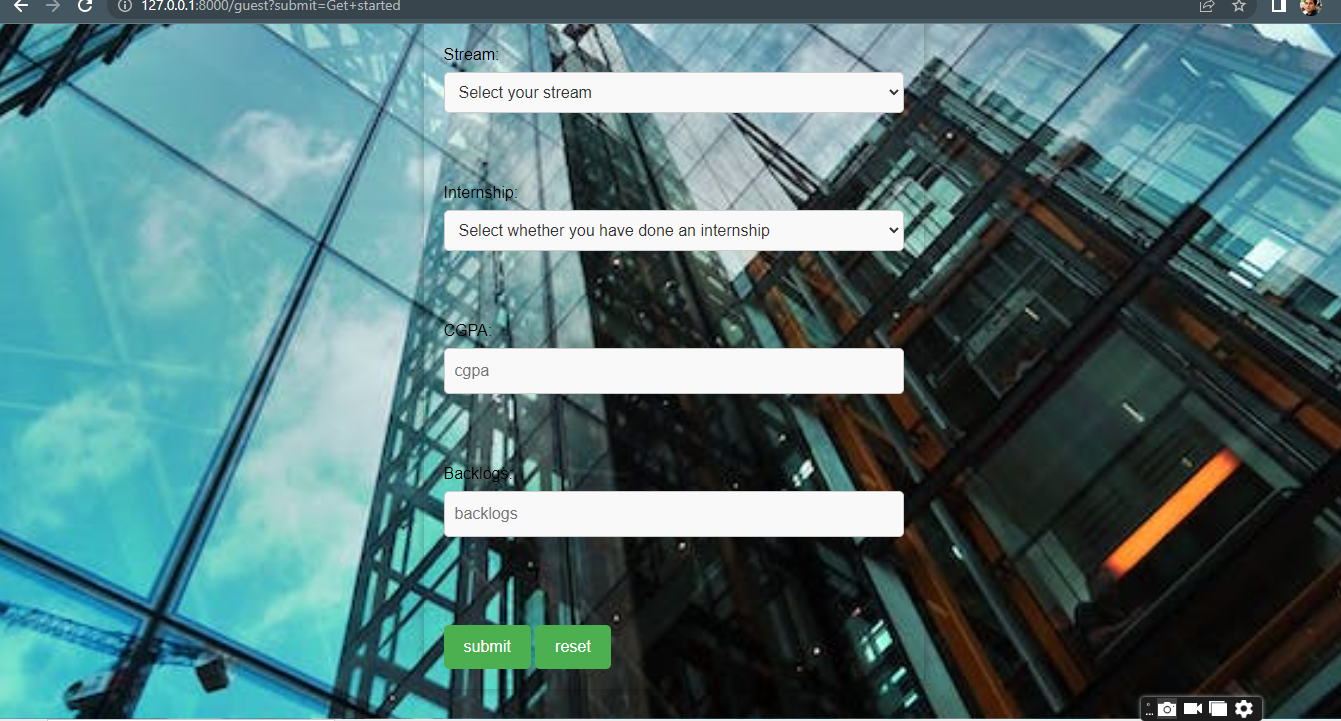 127.0.0.1:8000/guest?submit=Get+started
Stream:
Select your stream
Internship:
Select whether you have done an internship
CGPA:
cgpa
Backlogs:
backlogs
submit reset